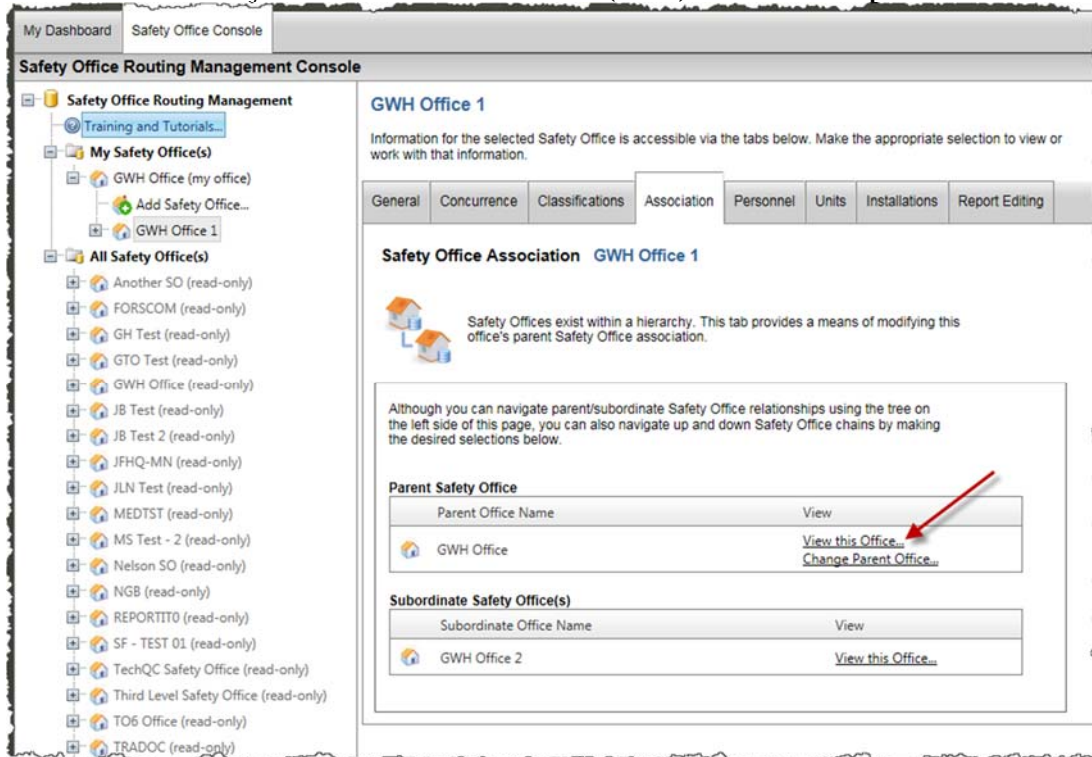 My Dashboard
Safety Office Console
Safety Office Routing Management Console
Safety Office Routing Management
Training and Tutorials...
My Safety Office(s)
GWH Office (my office)
Add Safety Office...
GWH Office 1
All Safety Office(s)
Another SO (read-only)
FORSCOM (read-only)
GH Test (read-only)
GTO Test (read-only)
GWH Office (read-only)
JB Test (read-only)
JB Test 2 (read-only)
JFHQ-MN (read-only)
JLN Test (read-only)
MEDTST (read-only)
MS Test - 2 (read-only)
Nelson SO (read-only)
NGB (read-only)
REPORTIT0 (read-only)
SF - TEST 01 (read-only)
TechQC Safety Office (read-only)
Third Level Safety Office (read-only)
TO6 Office (read-only)
TRADOC (read-only)
GWH Office 1
Information for the selected Safety Office is accessible via the tabs below. Make the appropriate selection to view or
work with that information.
General
Concurrence
Classifications
Association
Personnel
Units
Installations
Report Editing
Safety Office Association GWH Office 1
Safety Offices exist within a hierarchy. This tab provides a means of modifying this
office's parent Safety Office association.
Although you can navigate parent/subordinate Safety Office relationships using the tree on
the left side of this page, you can also navigate up and down Safety Office chains by making
the desired selections below.
Parent Safety Office
Parent Office Name
View
GWH Office
View this Office...
Change Parent Office...
Subordinate Safety Office(s)
Subordinate Office Name
View
GWH Office 2
View this Office...